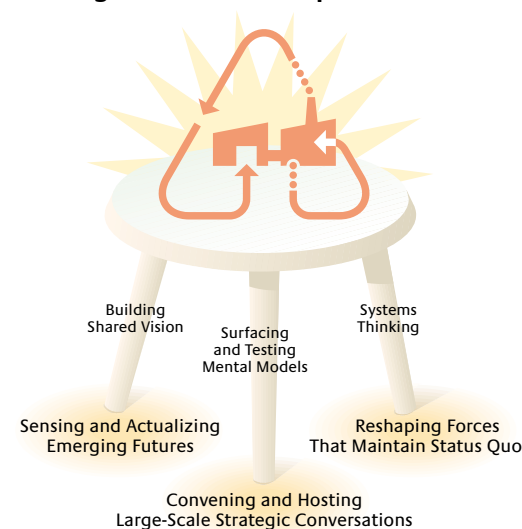 Building
Shared Vision
Surfacing
and Testing
Mental Models
Systems
Thinking
Sensing and Actualizing
Emerging Futures
Reshaping Forces
That Maintain Status Quo
Convening and Hosting
Large-Scale Strategic Conversations